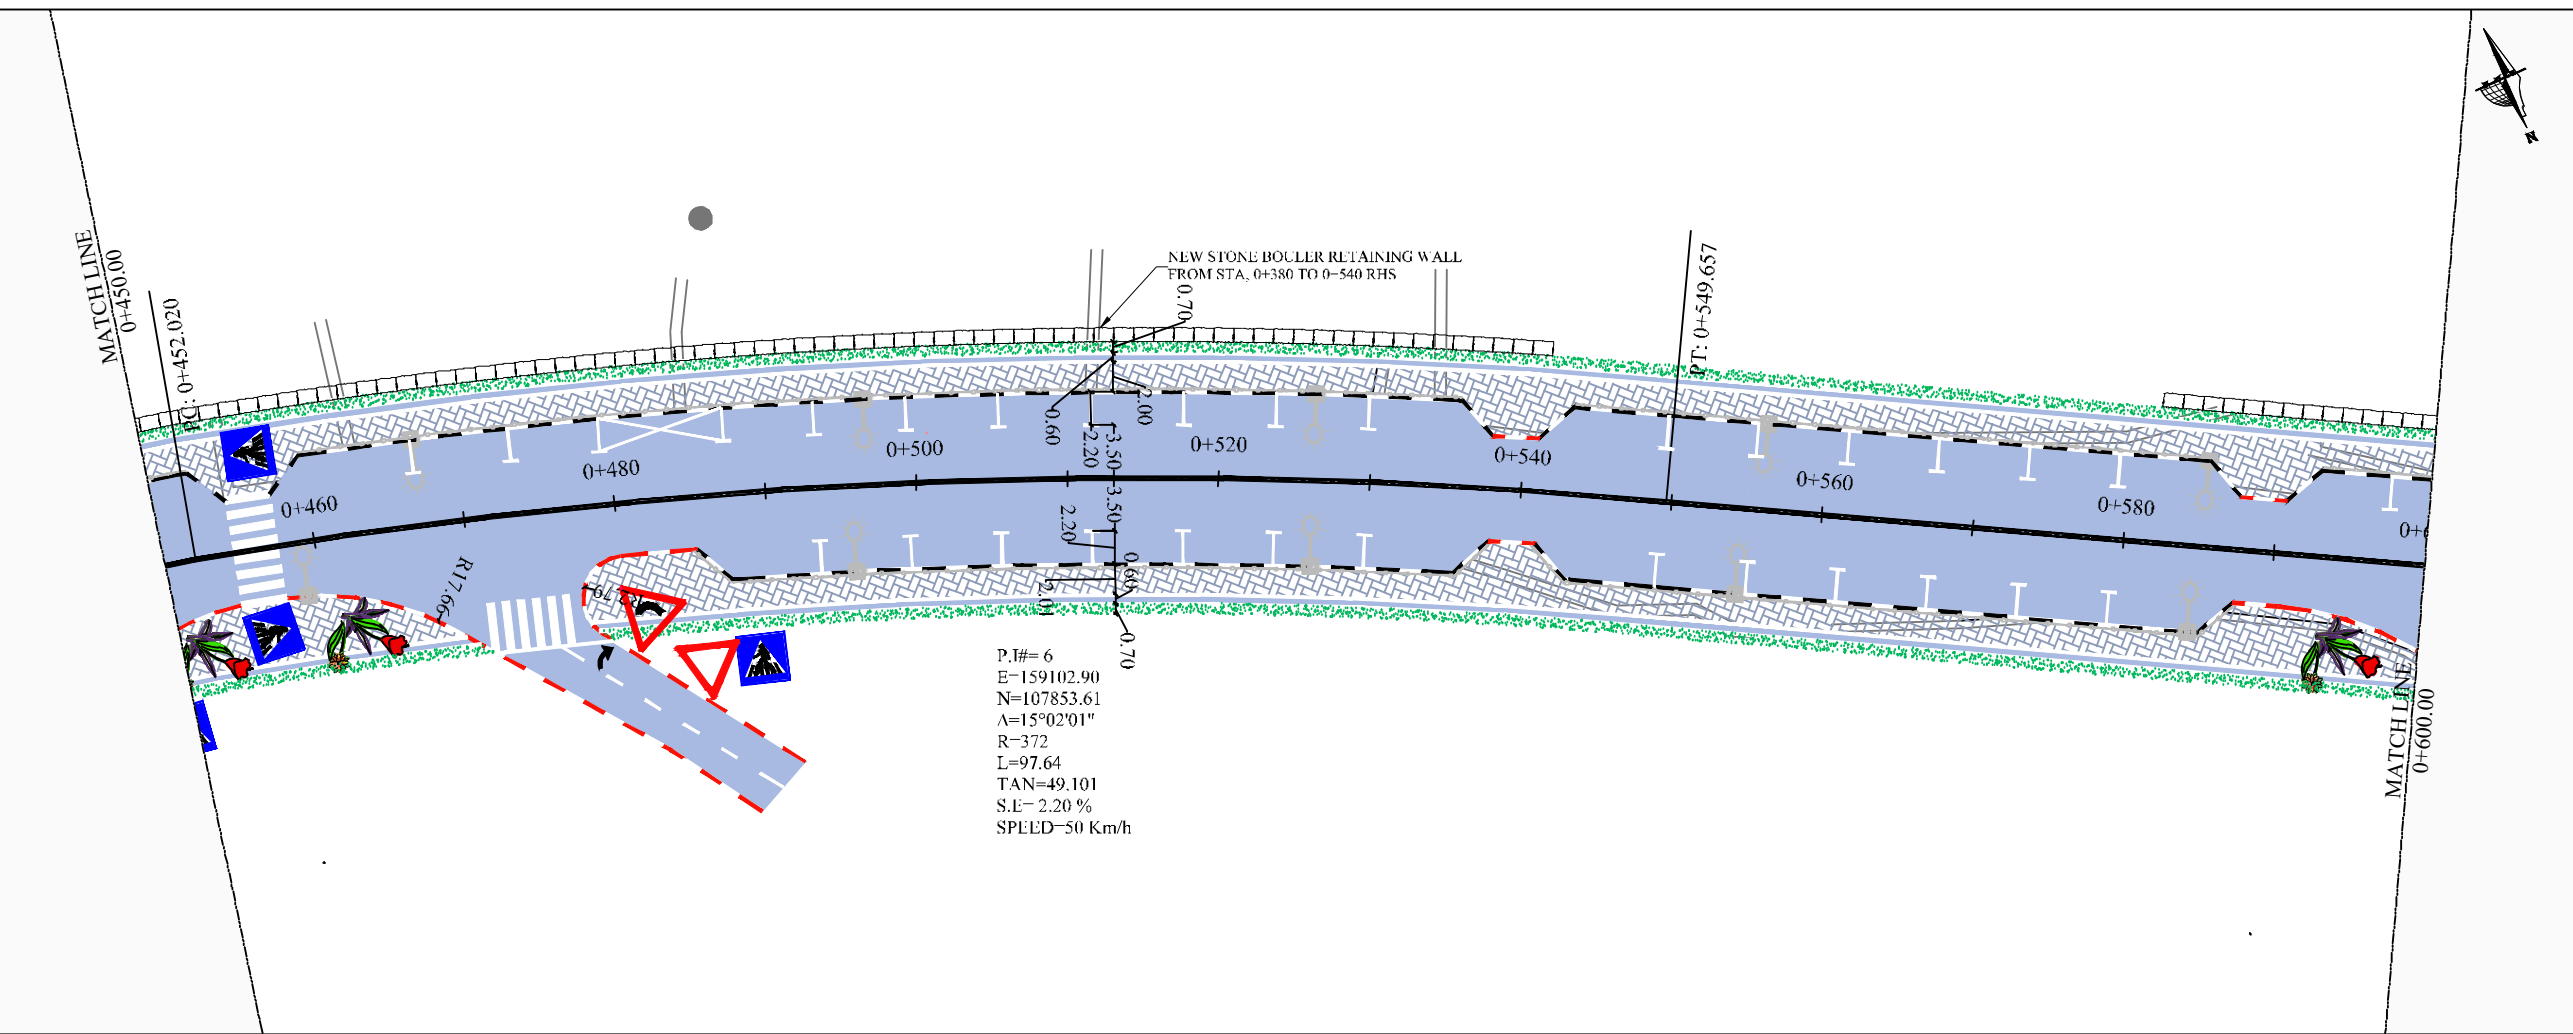 MATCH LINE
0+450.00
PC: 0+452.020
NEW STONE BOULER RETAINING WALL
FROM STA, 0+380 TO 0+540 RHS
0.70
PT: 0+549.657
0+460
0+480
0+500
0+520
0+540
0+560
0+580
0.60
2.00
2.20
3.50
3.50
2.20
0.60
2.00
0.70
R17.66
P.I#= 6
E=159102.90
N=107853.61
Δ=15°02'01"
R=372
L=97.64
TAN=49.101
S.E= 2.20 %
SPEED=50 Km/h
MATCH LINE
0+600.00
N